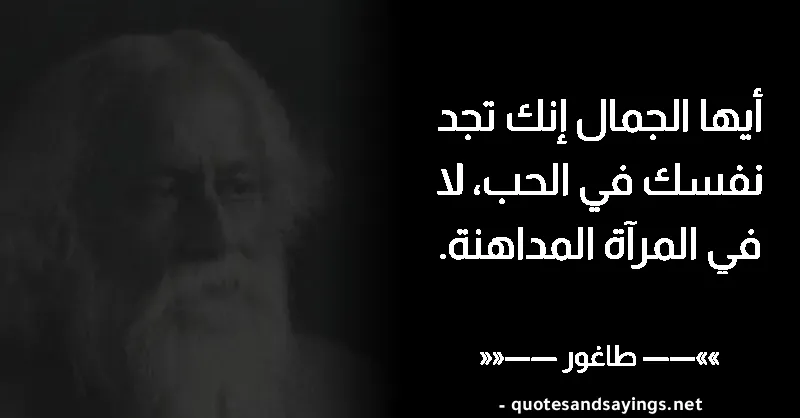 أيها الجمال إنك تجد
نفسك في الحب، لا
في المرآة المداهنة.
»»—— طاغور ——««
- quotesandsayings.net